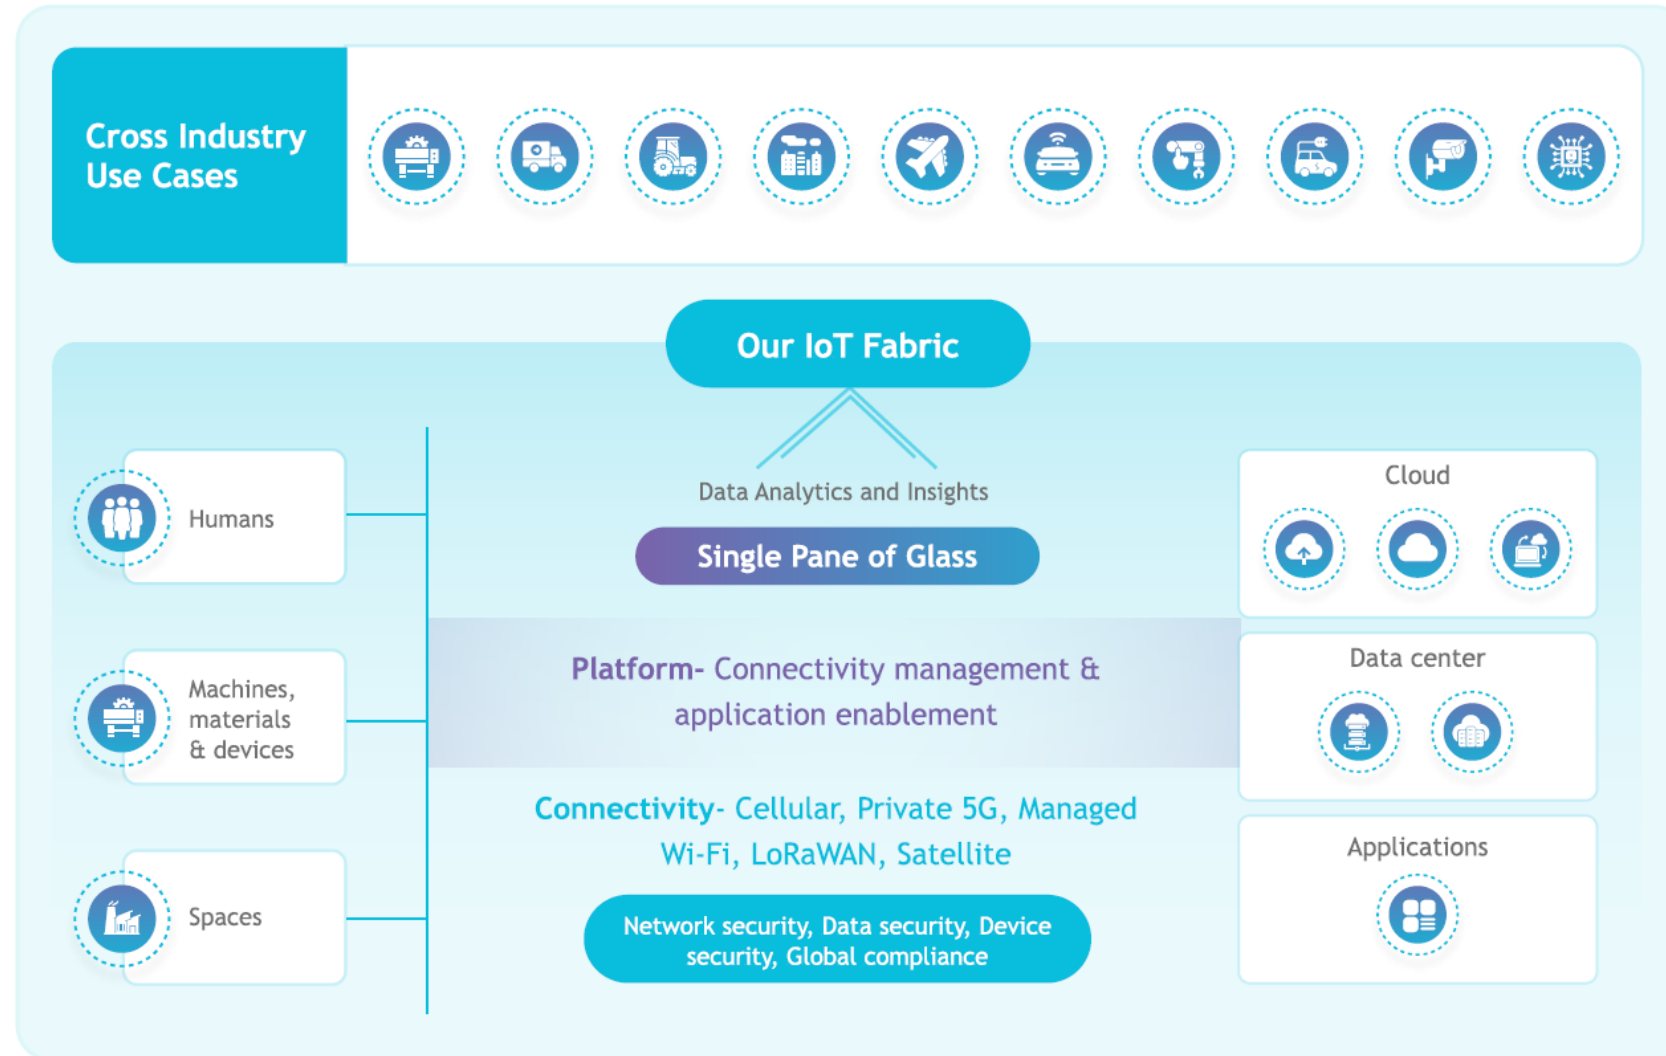 Cross Industry
Use Cases
Our IoT Fabric
Data Analytics and Insights
Single Pane of Glass
Platform- Connectivity management &
application enablement
Connectivity- Cellular, Private 5G, Managed
Wi-Fi, LoRaWAN, Satellite
Network security, Data security, Device
security, Global compliance
Humans
Machines,
materials
& devices
Spaces
Cloud
Data center
Applications